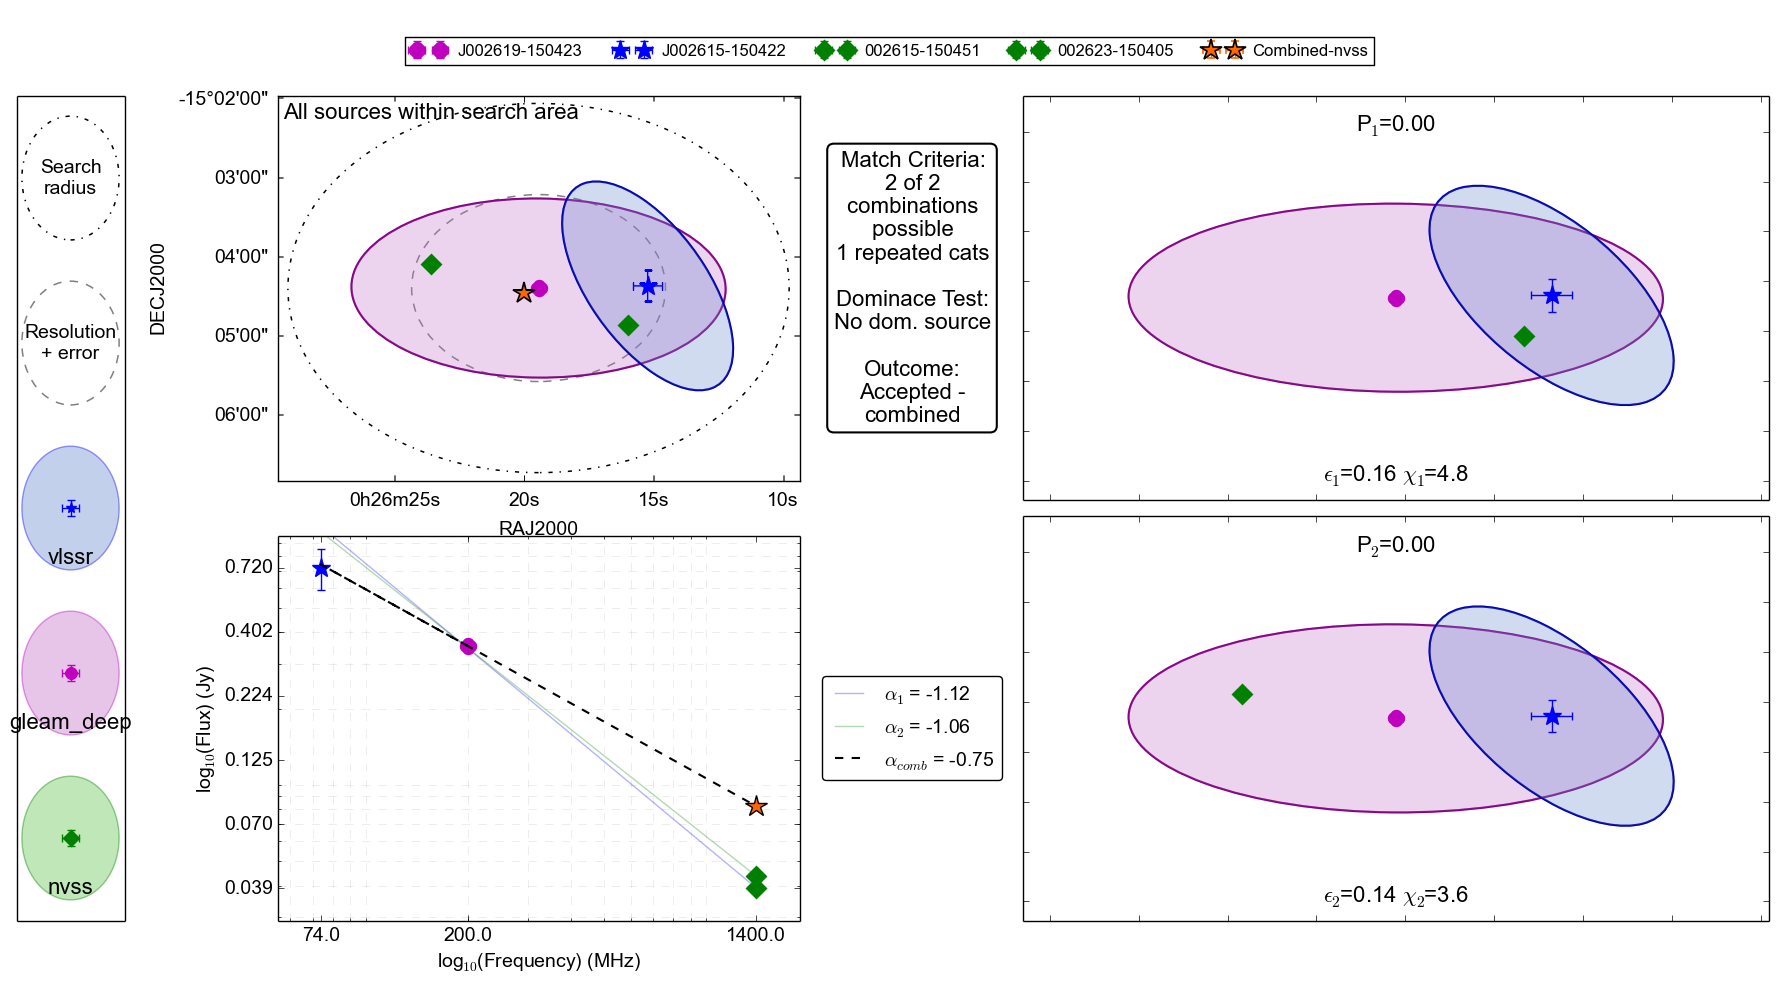 J002619-150423
J002615-150422
002615-150451
002623-150405
Combined-nvss
Search
radius
Resolution
+ error
vlssr
gleam_deep
nvss
All sources within search area
-15°02'00"
03'00"
04'00"
05'00"
06'00"
DECJ2000
0h26m25s
20s
15s
10s
RAJ2000
Match Criteria:
2 of 2
combinations
possible
1 repeated cats
Dominace Test:
No dom. source
Outcome:
Accepted -
combined
P₁=0.00
ϵ₁=0.16 χ₁=4.8
0.720
0.402
0.224
0.125
0.070
0.039
log₁₀(Flux) (Jy)
74.0
200.0
1400.0
log₁₀(Frequency) (MHz)
α₁ = -1.12
α₂ = -1.06
α_comb = -0.75
P₂=0.00
ϵ₂=0.14 χ₂=3.6